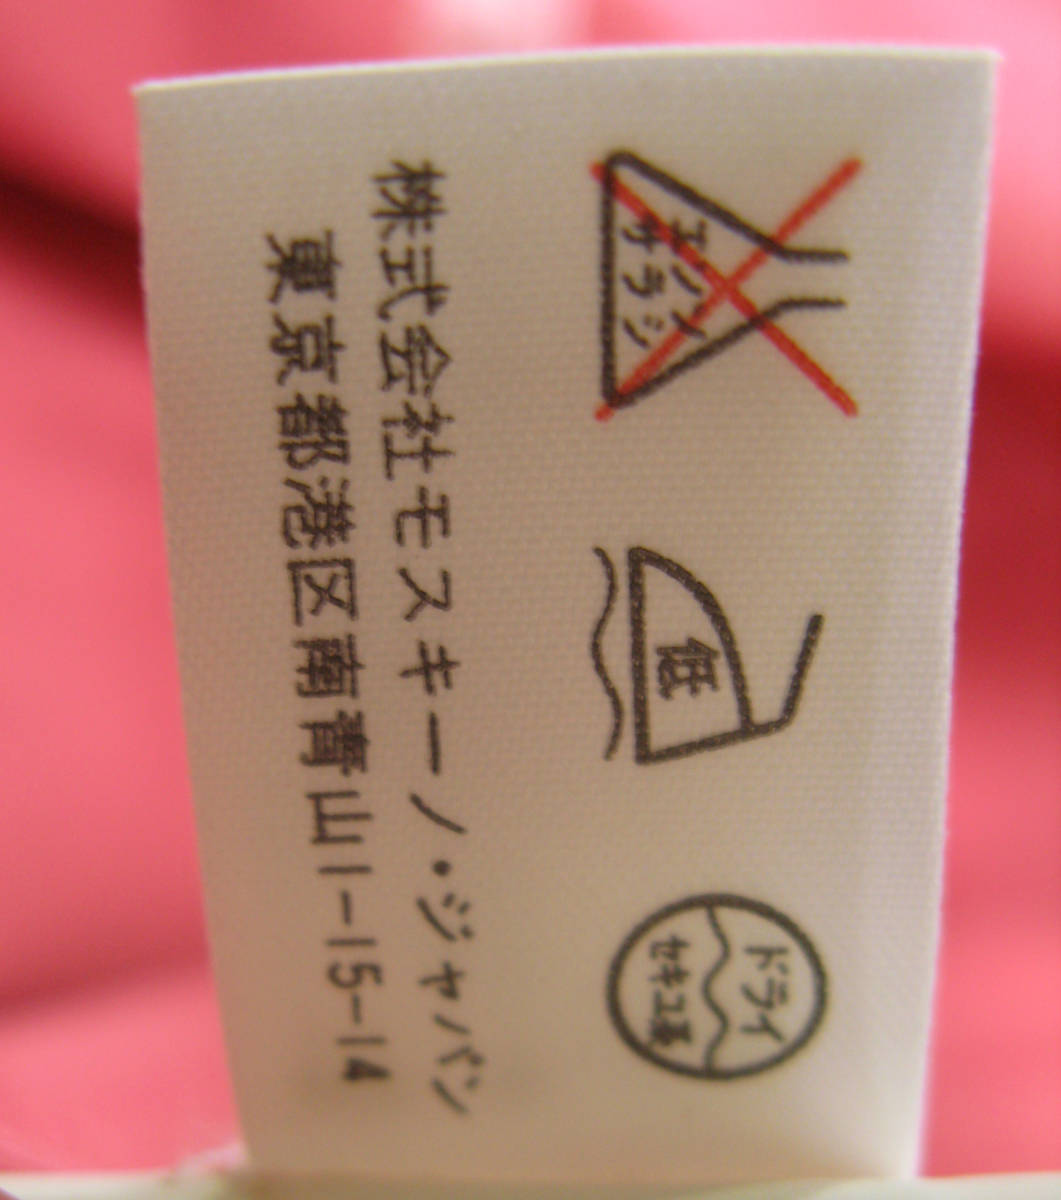 エンソ
サラシ
低
ドライ
セキユ系
株式会社モスキーノ・ジャパン
東京都港区南青山1-15-14